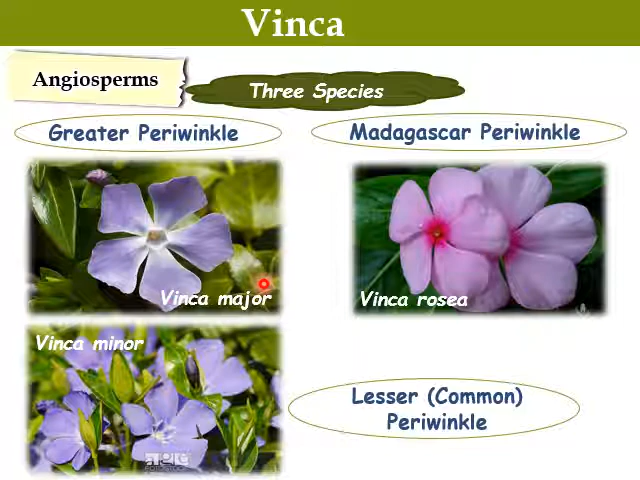 Vinca
Angiosperms
Three Species
Greater Periwinkle
Madagascar Periwinkle
Vinca major
Vinca rosea
Vinca minor
Lesser (Common)
Periwinkle